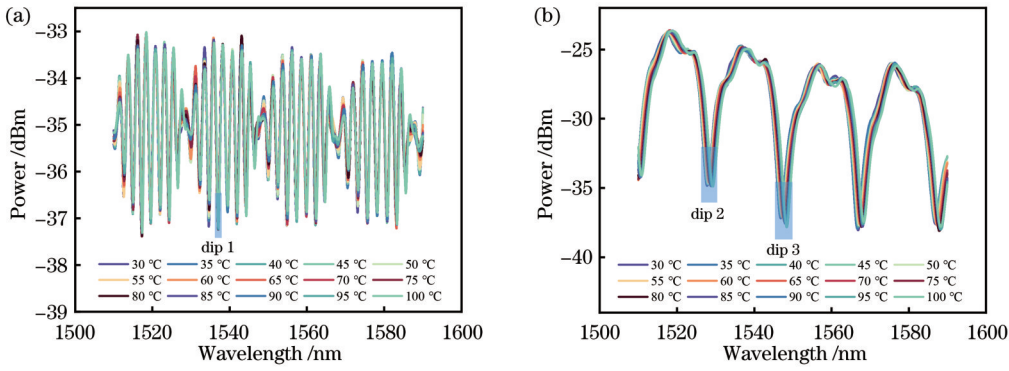 (a)
−33
−34
−35
−36
−37
−38
−39
Power /dBm
dip 1
30 ℃ 35 ℃ 40 ℃ 45 ℃ 50 ℃
55 ℃ 60 ℃ 65 ℃ 70 ℃ 75 ℃
80 ℃ 85 ℃ 90 ℃ 95 ℃ 100 ℃
1500 1520 1540 1560 1580 1600
Wavelength /nm
(b)
−25
−30
−35
−40
Power /dBm
dip 2
dip 3
30 ℃ 35 ℃ 40 ℃ 45 ℃ 50 ℃
55 ℃ 60 ℃ 65 ℃ 70 ℃ 75 ℃
80 ℃ 85 ℃ 90 ℃ 95 ℃ 100 ℃
1500 1520 1540 1560 1580 1600
Wavelength /nm